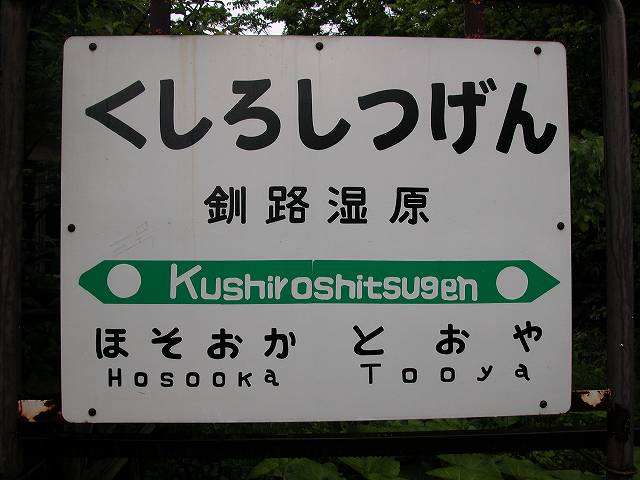 くしろしつげん
釧路湿原
Kushiroshitsugen
ほそおか とおや
Hosooka Tooya